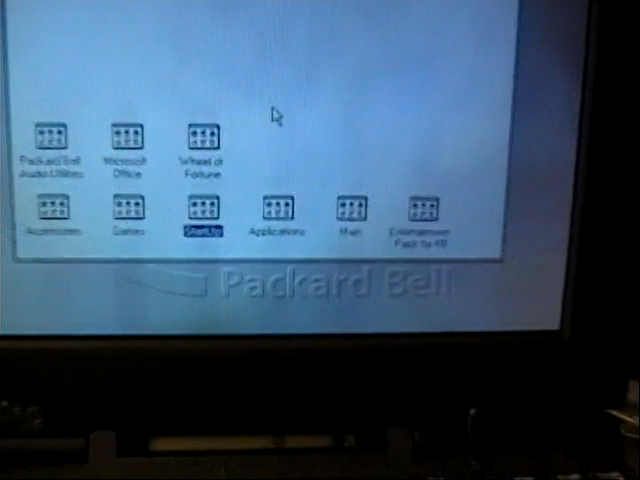 Packard Bell
Audio Utilities
Microsoft
Office
Wheel of
Fortune
Accessories
Games
StartUp
Applications
Main
Entertainment
Pack for PB
Packard Bell